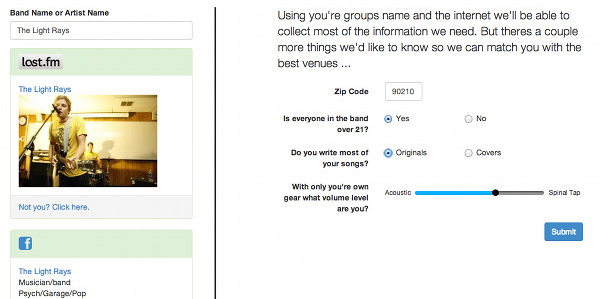 Band Name or Artist Name
The Light Rays
last.fm
The Light Rays
Not you? Click here.
f
The Light Rays
Musician/band
Psych/Garage/Pop
Using you're groups name and the internet we'll be able to
collect most of the information we need. But theres a couple
more things we'd like to know so we can match you with the
best venues ...
Zip Code 90210
Is everyone in the band Yes No
over 21?
Do you write most of Originals Covers
your songs?
With only you're own Acoustic Spinal Tap
gear what volume level
are you?
Submit